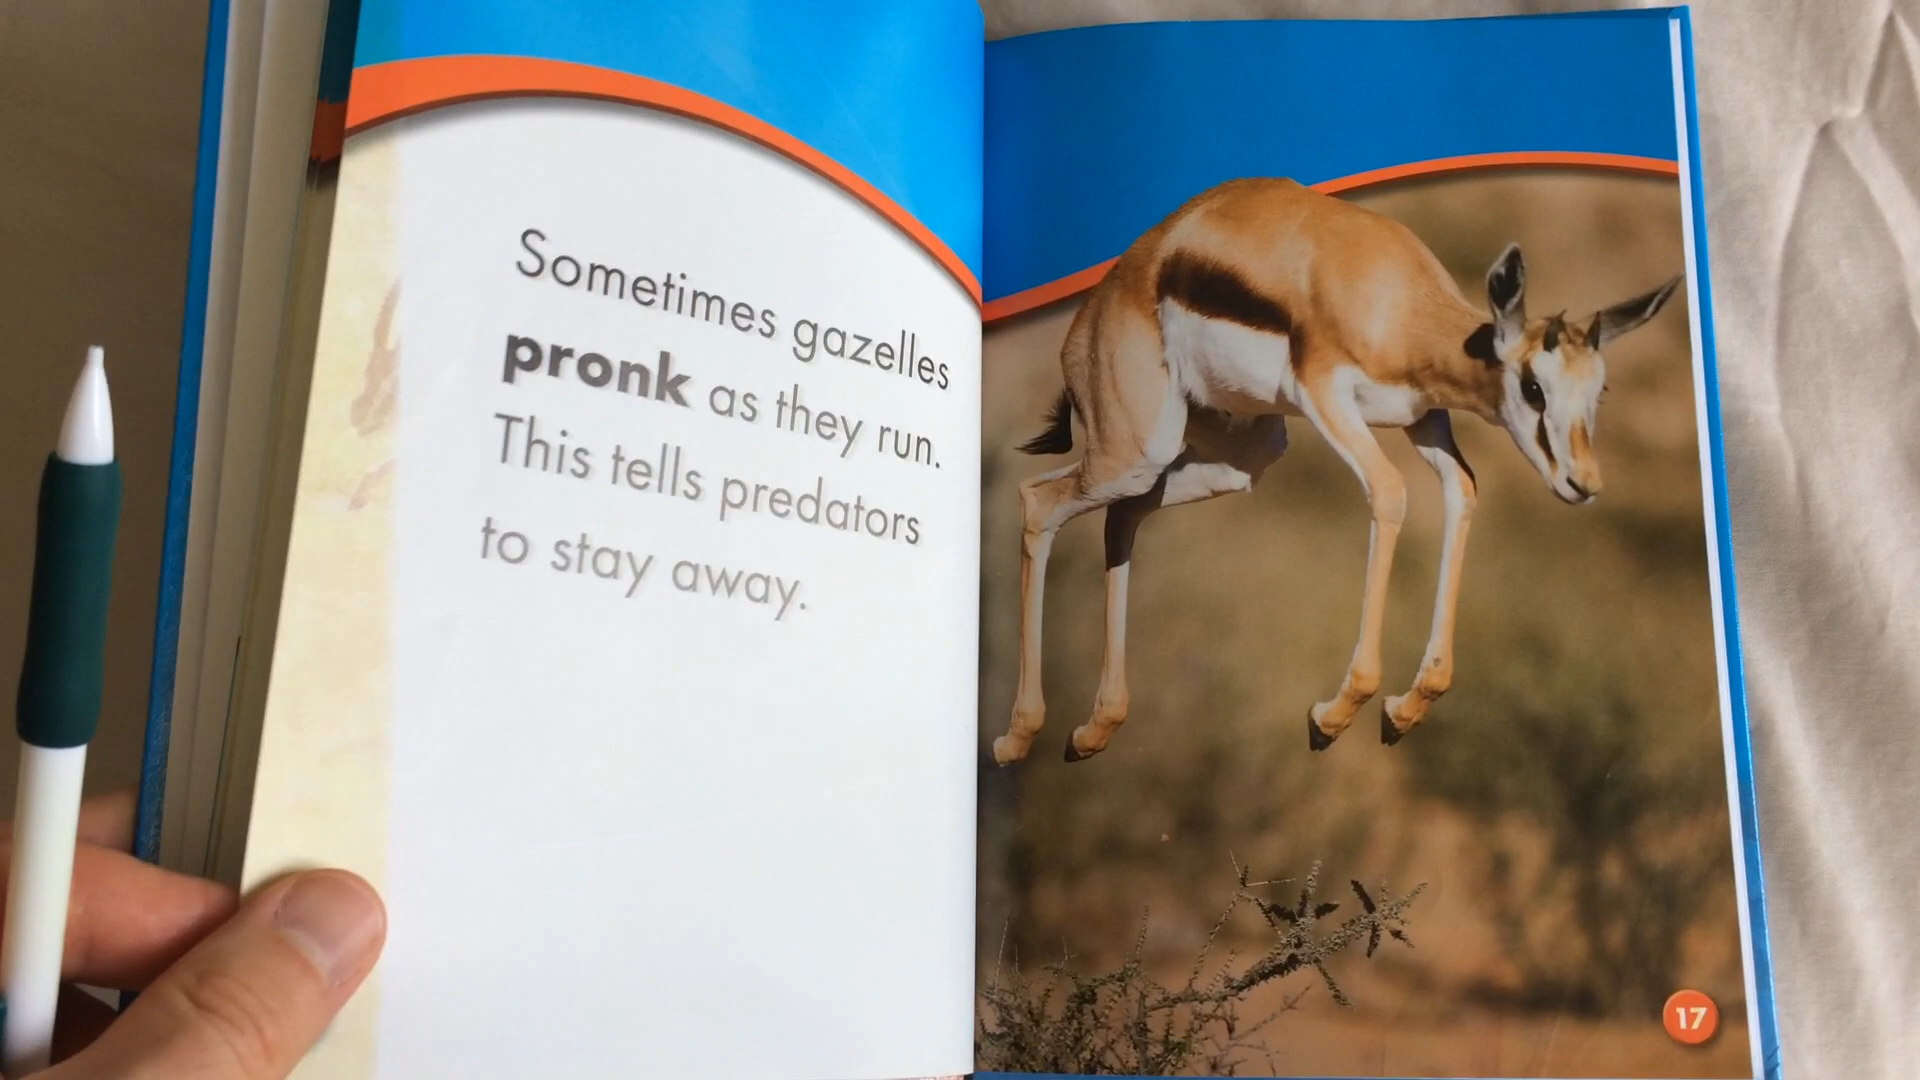 Sometimes gazelles
pronk as they run.
This tells predators
to stay away.
17